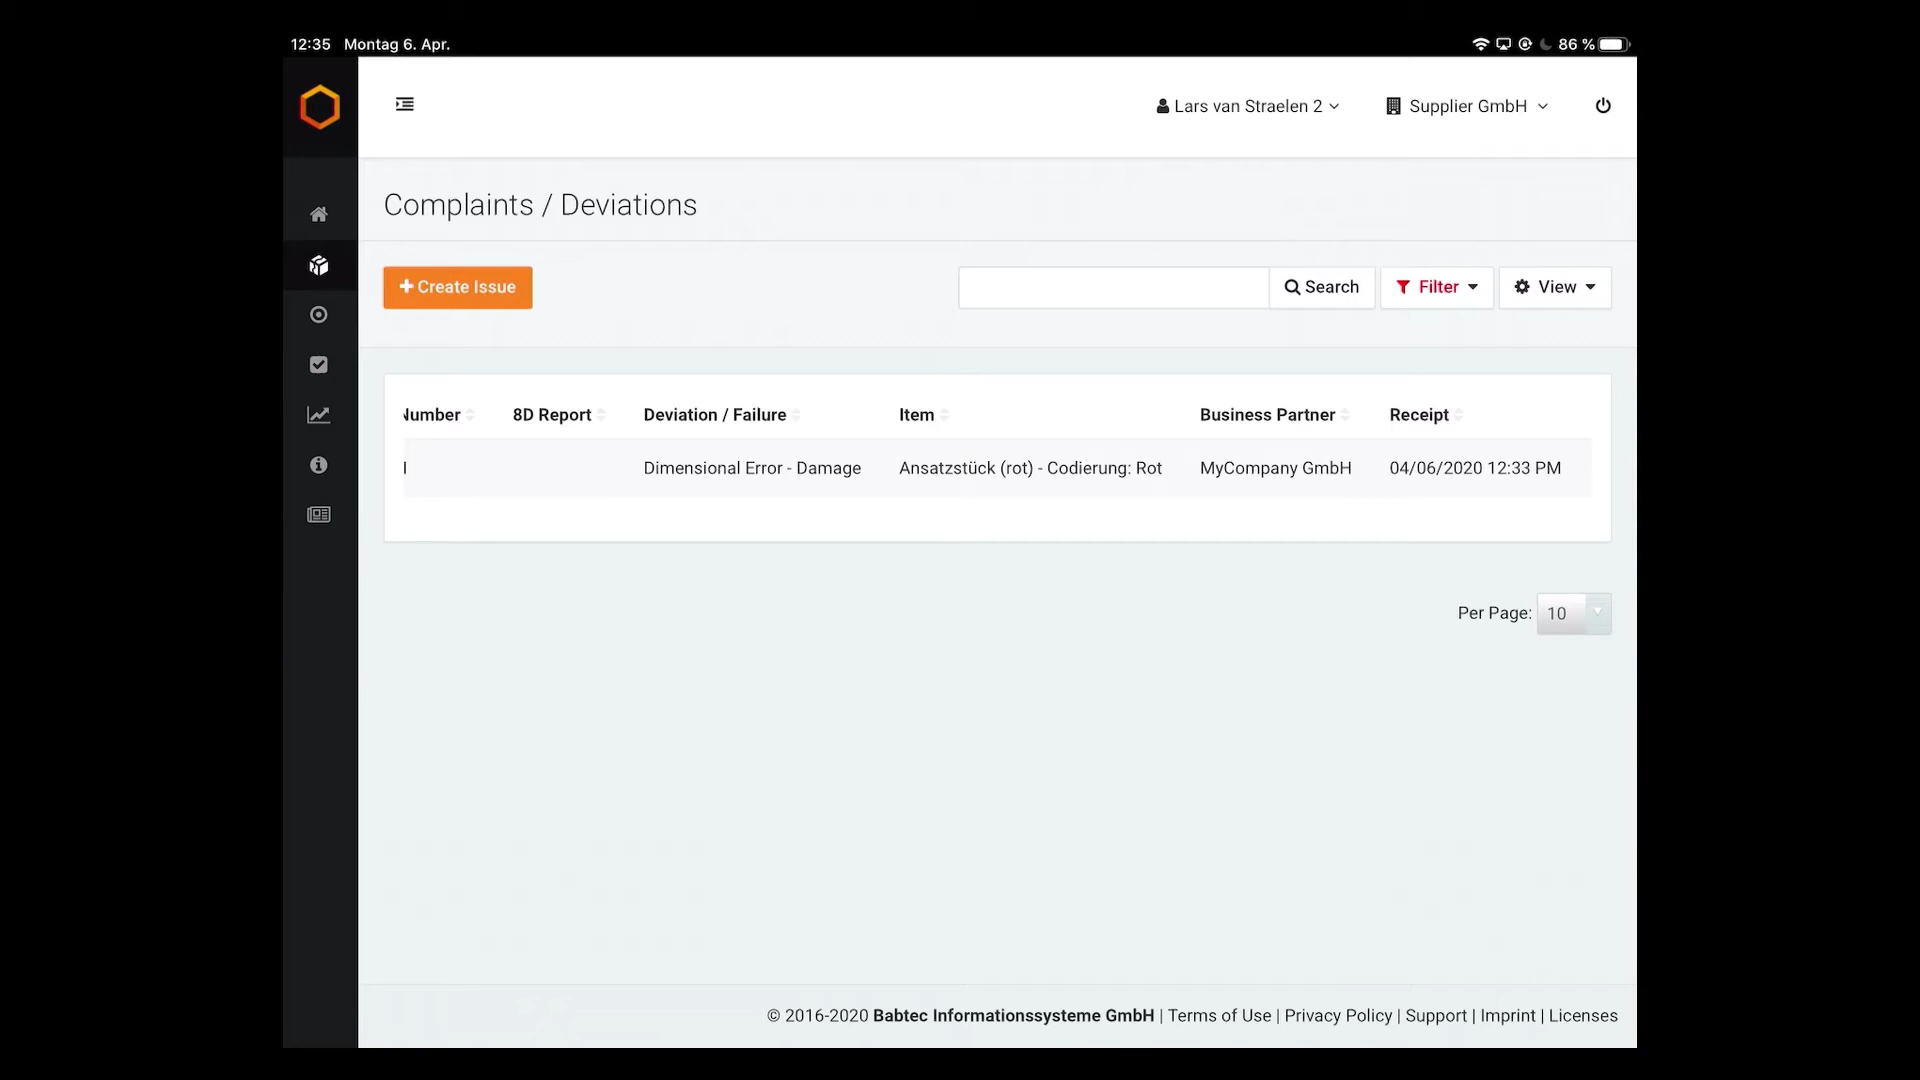 12:35 Montag 6. Apr. 86 %
Lars van Straelen 2 Supplier GmbH
Complaints / Deviations
Create Issue Search Filter View
Number 8D Report Deviation / Failure Item Business Partner Receipt
Dimensional Error - Damage Ansatzstück (rot) - Codierung: Rot MyCompany GmbH 04/06/2020 12:33 PM
Per Page: 10
© 2016-2020 Babtec Informationssysteme GmbH | Terms of Use | Privacy Policy | Support | Imprint | Licenses